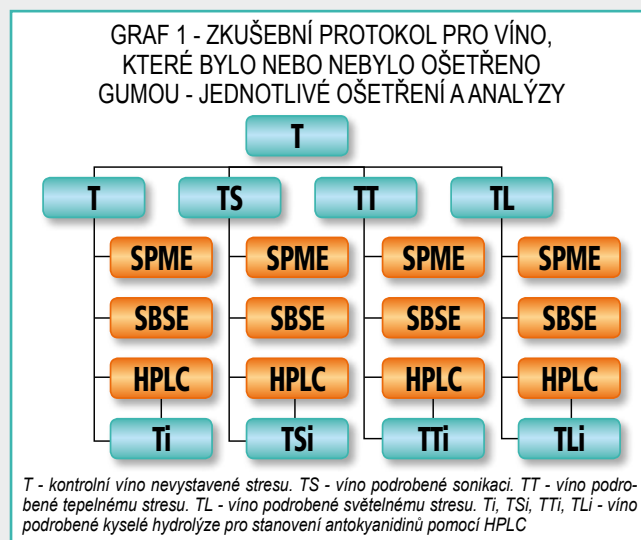 GRAF 1 - ZKUŠEBNÍ PROTOKOL PRO VÍNO,
KTERÉ BYLO NEBO NEBYLO OŠETŘENO
GUMOU - JEDNOTLIVÉ OŠETŘENÍ A ANALÝZY
T
T TS TT TL
SPME SPME SPME SPME
SBSE SBSE SBSE SBSE
HPLC HPLC HPLC HPLC
Ti TSi TTi TLi
T - kontrolní víno nevystavené stresu. TS - víno podrobené sonikaci. TT - víno podro-
bené tepelnému stresu. TL - víno podrobené světelnému stresu. Ti, TSi, TTi, TLi - víno
podrobené kyselé hydrolýze pro stanovení antokyanidinů pomocí HPLC